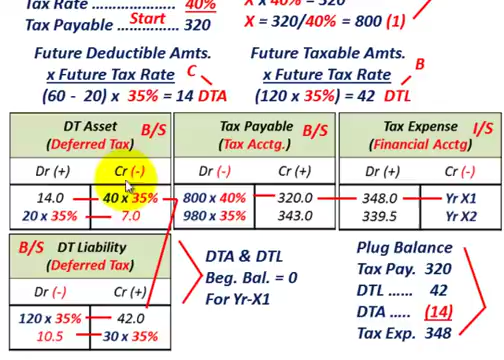 Tax Rate ..................... 40%
Tax Payable ............... 320
Start
X x 40% = 320
X = 320/40% = 800 (1)
Future Deductible Amts.
x Future Tax Rate
C
(60 - 20) x 35% = 14 DTA
Future Taxable Amts.
x Future Tax Rate
B
(120 x 35%) = 42 DTL
DT Asset B/S
(Deferred Tax)
Dr (+) Cr (-)
14.0 40 x 35%
20 x 35% 7.0
Tax Payable B/S
(Tax Acctg.)
Dr (-) Cr (+)
800 x 40% 320.0
980 x 35% 343.0
Tax Expense I/S
(Financial Acctg)
Dr (+) Cr (-)
348.0 Yr X1
339.5 Yr X2
B/S DT Liability
(Deferred Tax)
Dr (-) Cr (+)
120 x 35% 42.0
10.5 30 x 35%
DTA & DTL
Beg. Bal. = 0
For Yr-X1
Plug Balance
Tax Pay. 320
DTL ...... 42
DTA ..... (14)
Tax Exp. 348